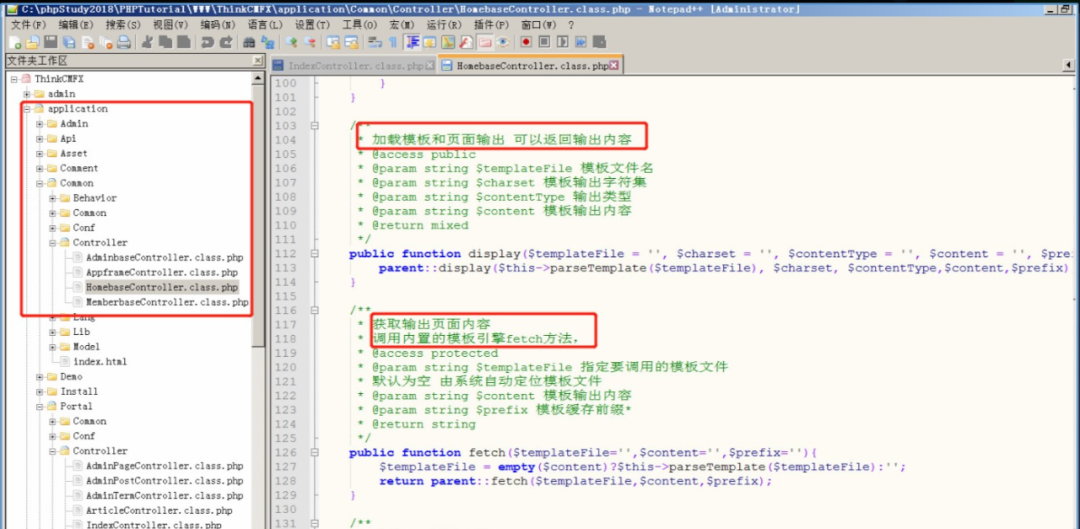 C:\phpStudy2018\PHPTutorial\WWW\ThinkCMFX\application\Common\Controller\HomebaseController.class.php - Notepad++ [Administrator]
文件(F) 编辑(E) 搜索(S) 视图(V) 编码(N) 语言(L) 设置(T) 工具(O) 宏(M) 运行(R) 插件(P) 窗口(W) ?
文件夹工作区
IndexController.class.php
HomebaseController.class.php
ThinkCMFX
admin
application
Admin
Api
Asset
Comment
Common
Behavior
Common
Conf
Controller
AdminbaseController.class.php
AppframeController.class.php
HomebaseController.class.php
MemberbaseController.class.php
Lang
Lib
Model
index.html
Demo
Install
Portal
Common
Conf
Controller
AdminPageController.class.php
AdminPostController.class.php
AdminTermController.class.php
ArticleController.class.php
IndexController.class.php
100 }
101 }
102
103 /**
104 * 加载模板和页面输出 可以返回输出内容
105 * @access public
106 * @param string $templateFile 模板文件名
107 * @param string $charset 模板输出字符集
108 * @param string $contentType 输出类型
109 * @param string $content 模板输出内容
110 * @return mixed
111 */
112 public function display($templateFile = '', $charset = '', $contentType = '', $content = '', $pre
113 parent::display($this->parseTemplate($templateFile), $charset, $contentType,$content,$prefix)
114 }
115
116 /**
117 * 获取输出页面内容
118 * 调用内置的模板引擎fetch方法，
119 * @access protected
120 * @param string $templateFile 指定要调用的模板文件
121 * 默认为空 由系统自动定位模板文件
122 * @param string $content 模板输出内容
123 * @param string $prefix 模板缓存前缀*
124 * @return string
125 */
126 public function fetch($templateFile='',$content='',$prefix=''){
127 $templateFile = empty($content)?$this->parseTemplate($templateFile):'';
128 return parent::fetch($templateFile,$content,$prefix);
129 }
130
131 /**